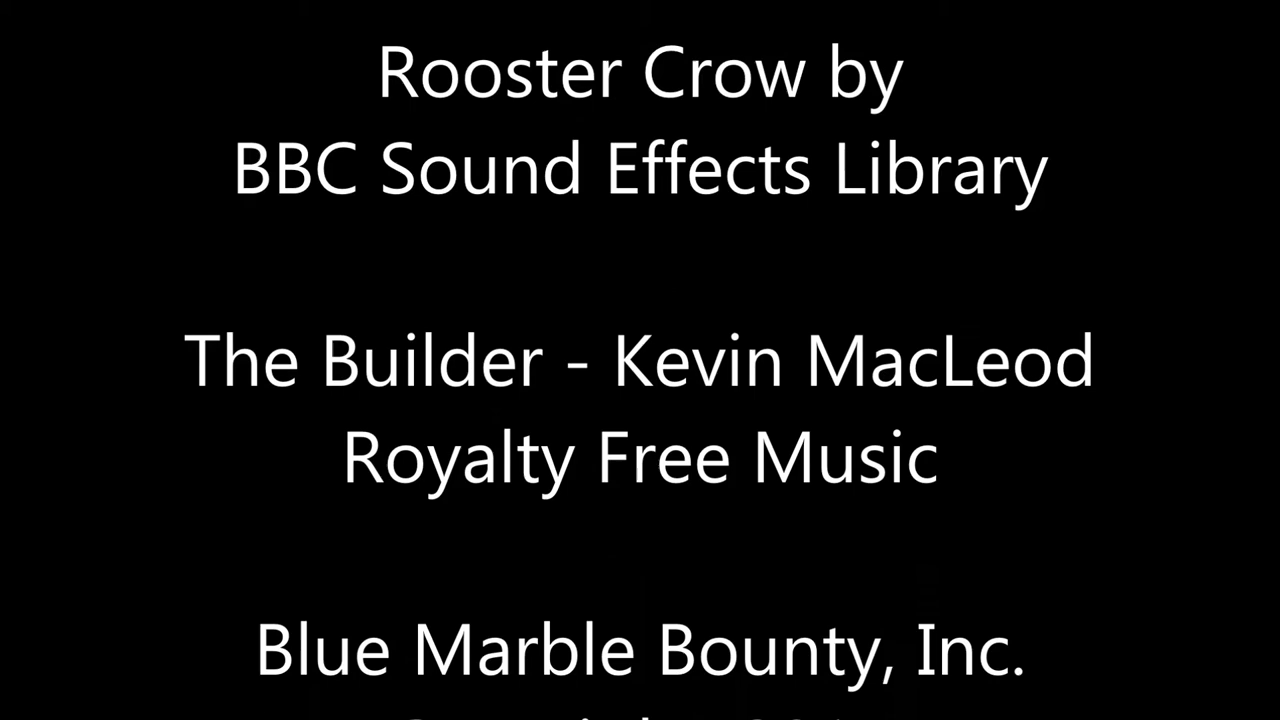 Rooster Crow by
BBC Sound Effects Library
The Builder - Kevin MacLeod
Royalty Free Music
Blue Marble Bounty, Inc.